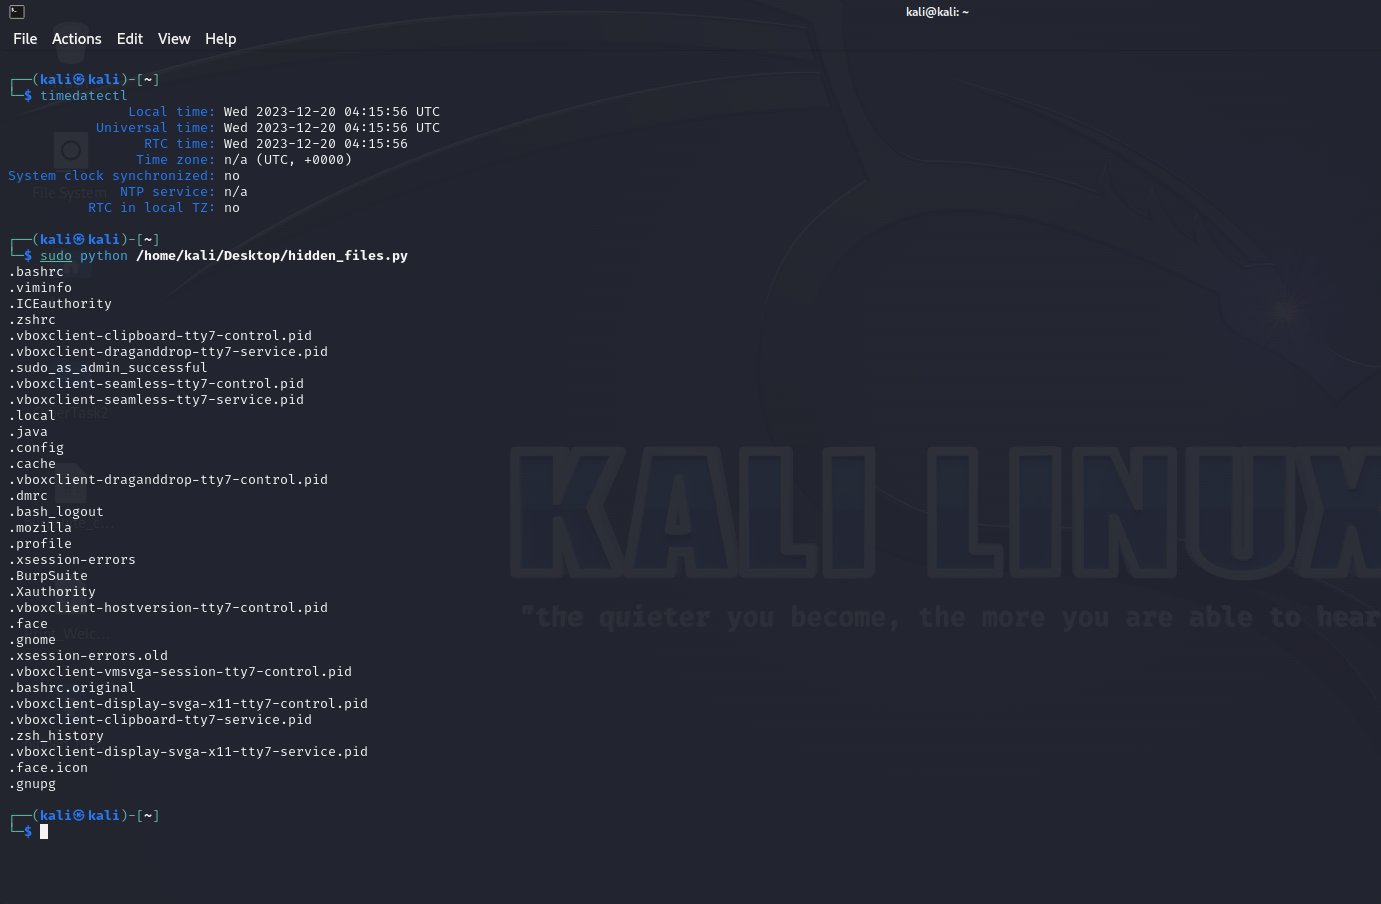 kali@kali: ~
File Actions Edit View Help
┌──(kali㉿kali)-[~]
└─$ timedatectl
Local time: Wed 2023-12-20 04:15:56 UTC
Universal time: Wed 2023-12-20 04:15:56 UTC
RTC time: Wed 2023-12-20 04:15:56
Time zone: n/a (UTC, +0000)
System clock synchronized: no
File System
NTP service: n/a
RTC in local TZ: no
┌──(kali㉿kali)-[~]
└─$ sudo python /home/kali/Desktop/hidden_files.py
.bashrc
.viminfo
.ICEauthority
.zshrc
.vboxclient-clipboard-tty7-control.pid
.vboxclient-draganddrop-tty7-service.pid
.sudo_as_admin_successful
.vboxclient-seamless-tty7-control.pid
.vboxclient-seamless-tty7-service.pid
.local
.java
.config
.cache
.vboxclient-draganddrop-tty7-control.pid
.dmrc
.bash_logout
.mozilla
.profile
.xsession-errors
.BurpSuite
.Xauthority
.vboxclient-hostversion-tty7-control.pid
.face
.gnome
.xsession-errors.old
.vboxclient-vmsvga-session-tty7-control.pid
.bashrc.original
.vboxclient-display-svga-x11-tty7-control.pid
.vboxclient-clipboard-tty7-service.pid
.zsh_history
.vboxclient-display-svga-x11-tty7-service.pid
.face.icon
.gnupg
┌──(kali㉿kali)-[~]
└─$
KALI LINUX
"the quieter you become, the more you are able to hear